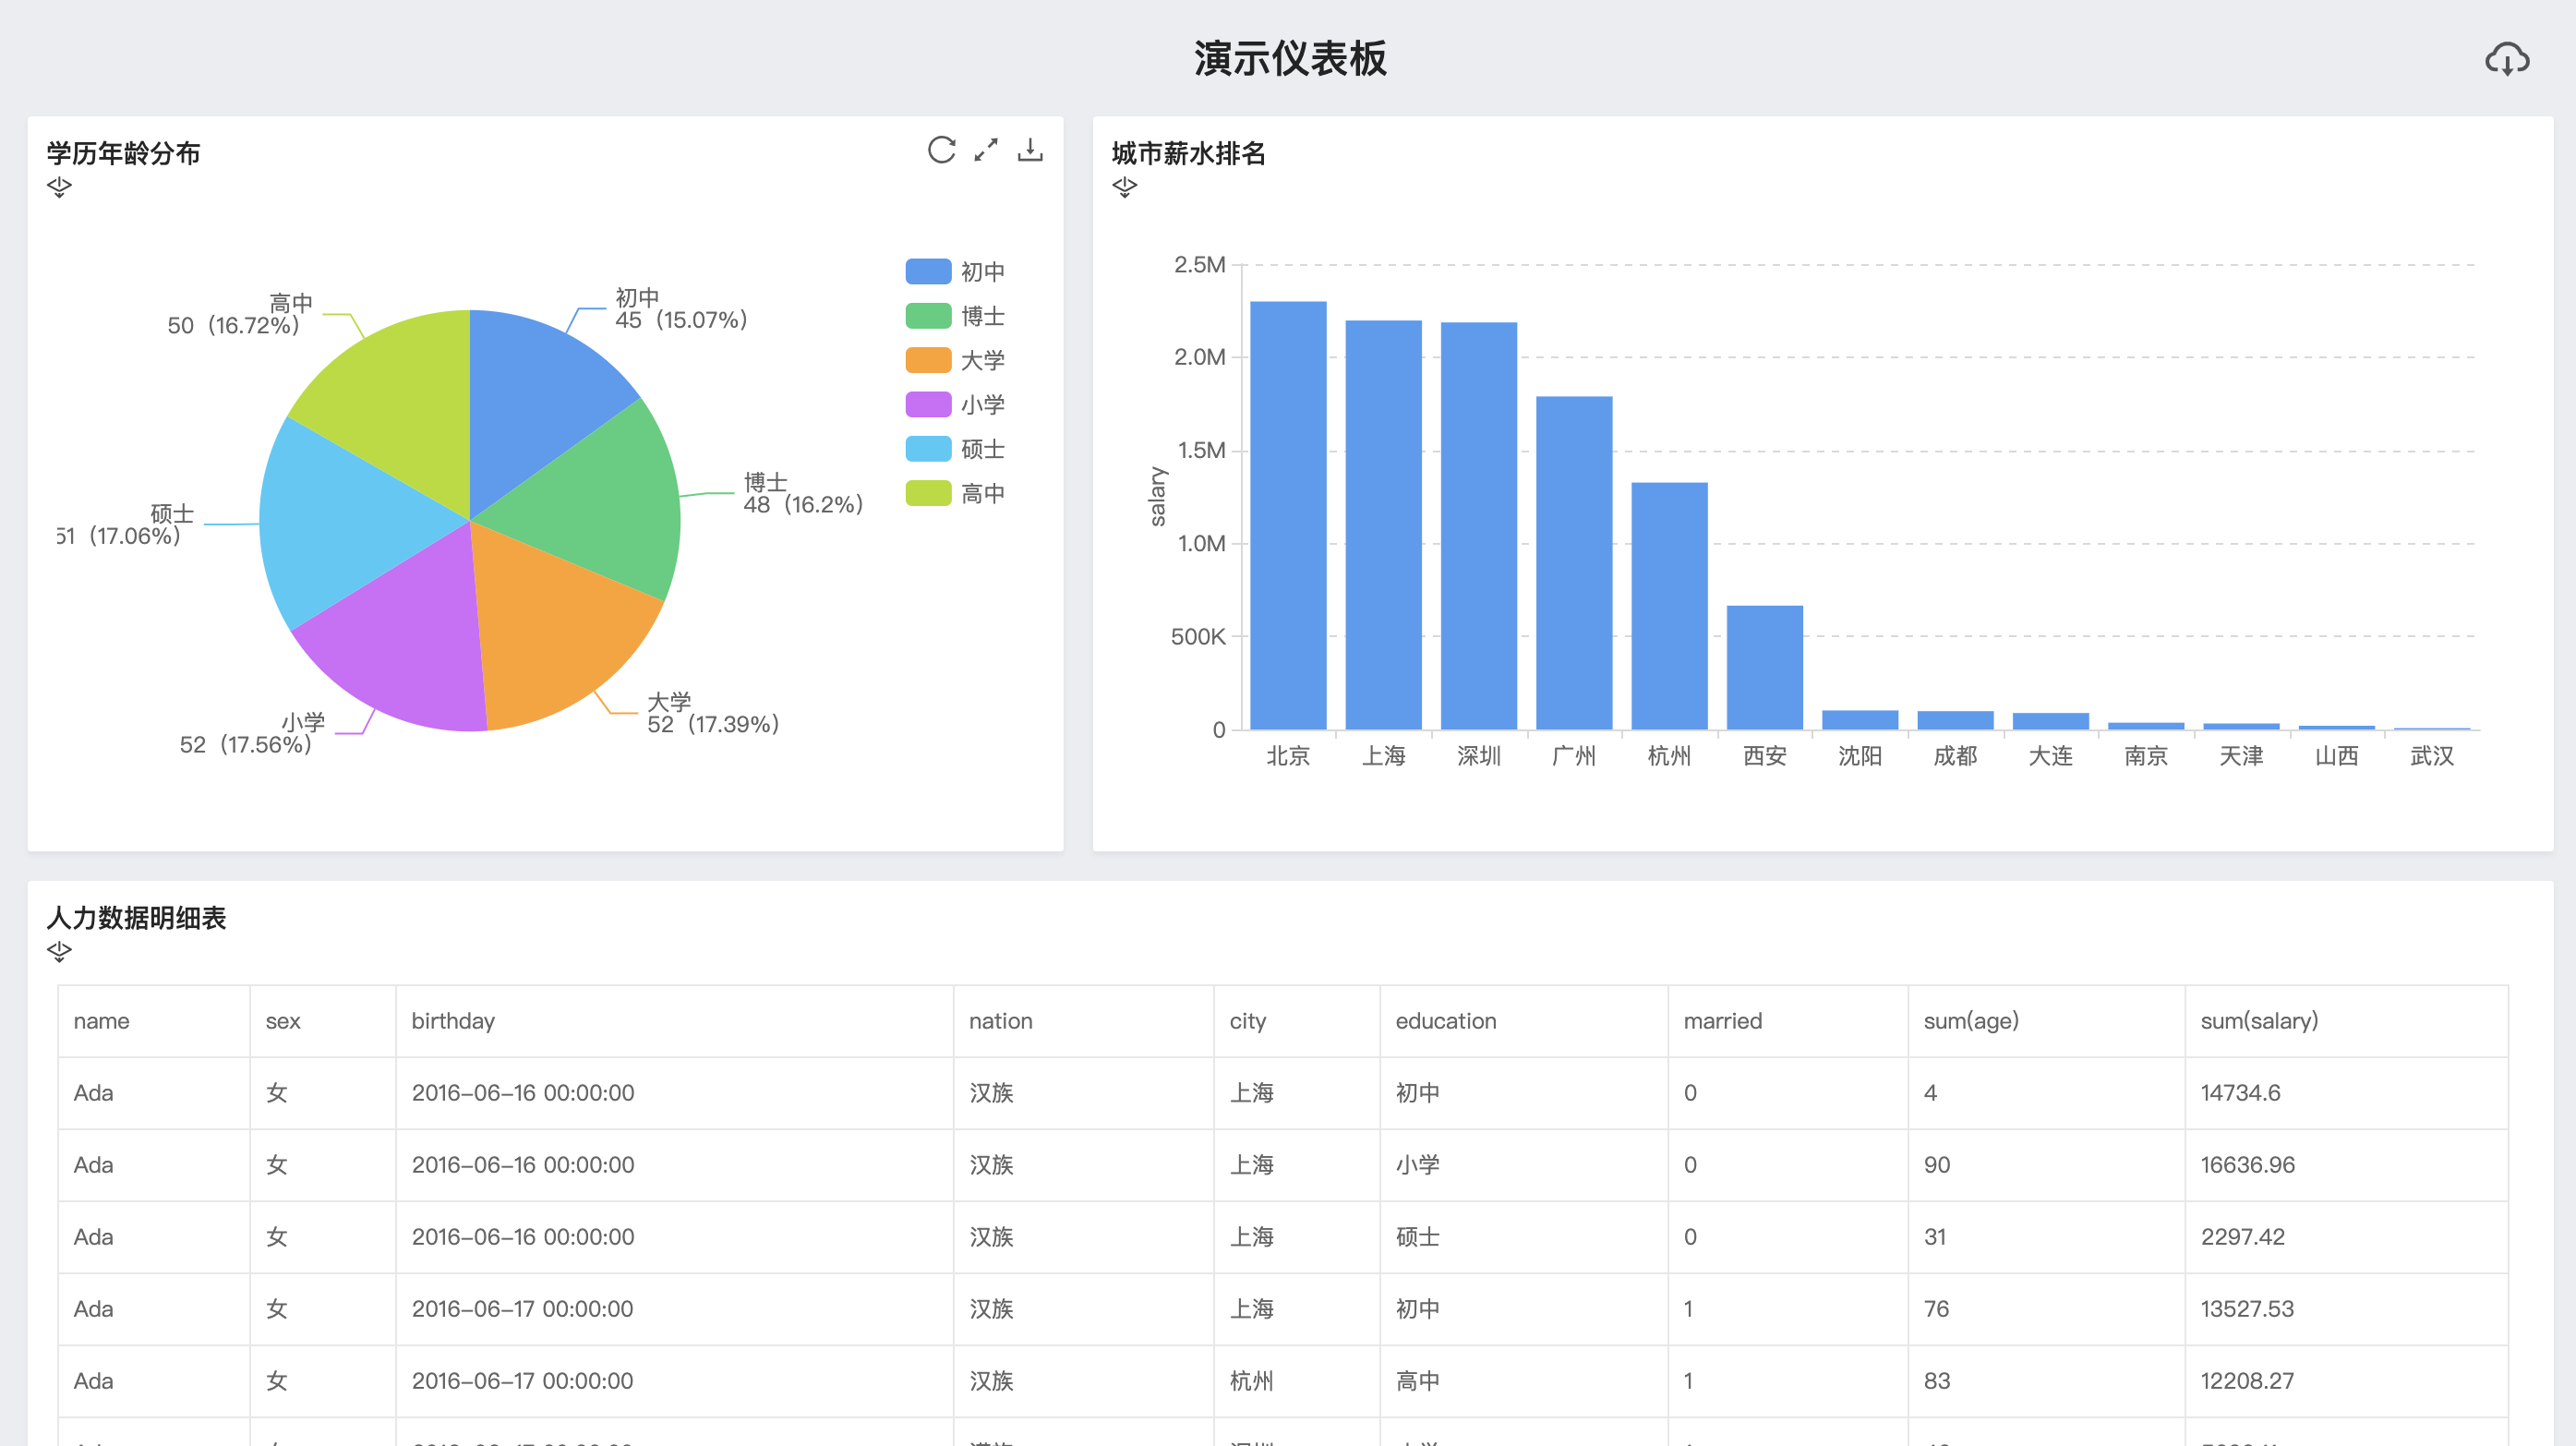 演示仪表板
学历年龄分布
高中
50（16.72%）
初中
45（15.07%）
博士
48（16.2%）
大学
52（17.39%）
小学
52（17.56%）
硕士
51（17.06%）
初中
博士
大学
小学
硕士
高中
城市薪水排名
salary
2.5M
2.0M
1.5M
1.0M
500K
0
北京 上海 深圳 广州 杭州 西安 沈阳 成都 大连 南京 天津 山西 武汉
人力数据明细表
name sex birthday nation city education married sum(age) sum(salary)
Ada 女 2016-06-16 00:00:00 汉族 上海 初中 0 4 14734.6
Ada 女 2016-06-16 00:00:00 汉族 上海 小学 0 90 16636.96
Ada 女 2016-06-16 00:00:00 汉族 上海 硕士 0 31 2297.42
Ada 女 2016-06-17 00:00:00 汉族 上海 初中 1 76 13527.53
Ada 女 2016-06-17 00:00:00 汉族 杭州 高中 1 83 12208.27